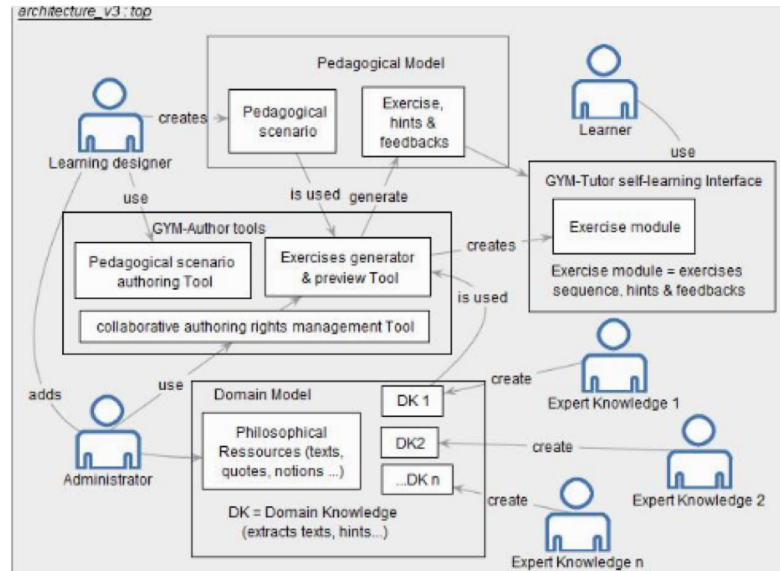 architecture_v3 : top
Pedagogical Model
Learning designer
creates
Pedagogical
scenario
Exercise,
hints &
feedbacks
Learner
use
is used
generate
use
GYM-Tutor self-learning Interface
Exercise module
Exercise module = exercises
sequence, hints & feedbacks
GYM-Author tools
Pedagogical scenario
authoring Tool
Exercises generator
& preview Tool
creates
is used
collaborative authoring rights management Tool
adds
use
Administrator
Domain Model
Philosophical
Ressources (texts,
quotes, notions ...)
DK 1
DK2
...DK n
DK = Domain Knowledge
(extracts texts, hints...)
create
Expert Knowledge 1
create
Expert Knowledge 2
create
Expert Knowledge n